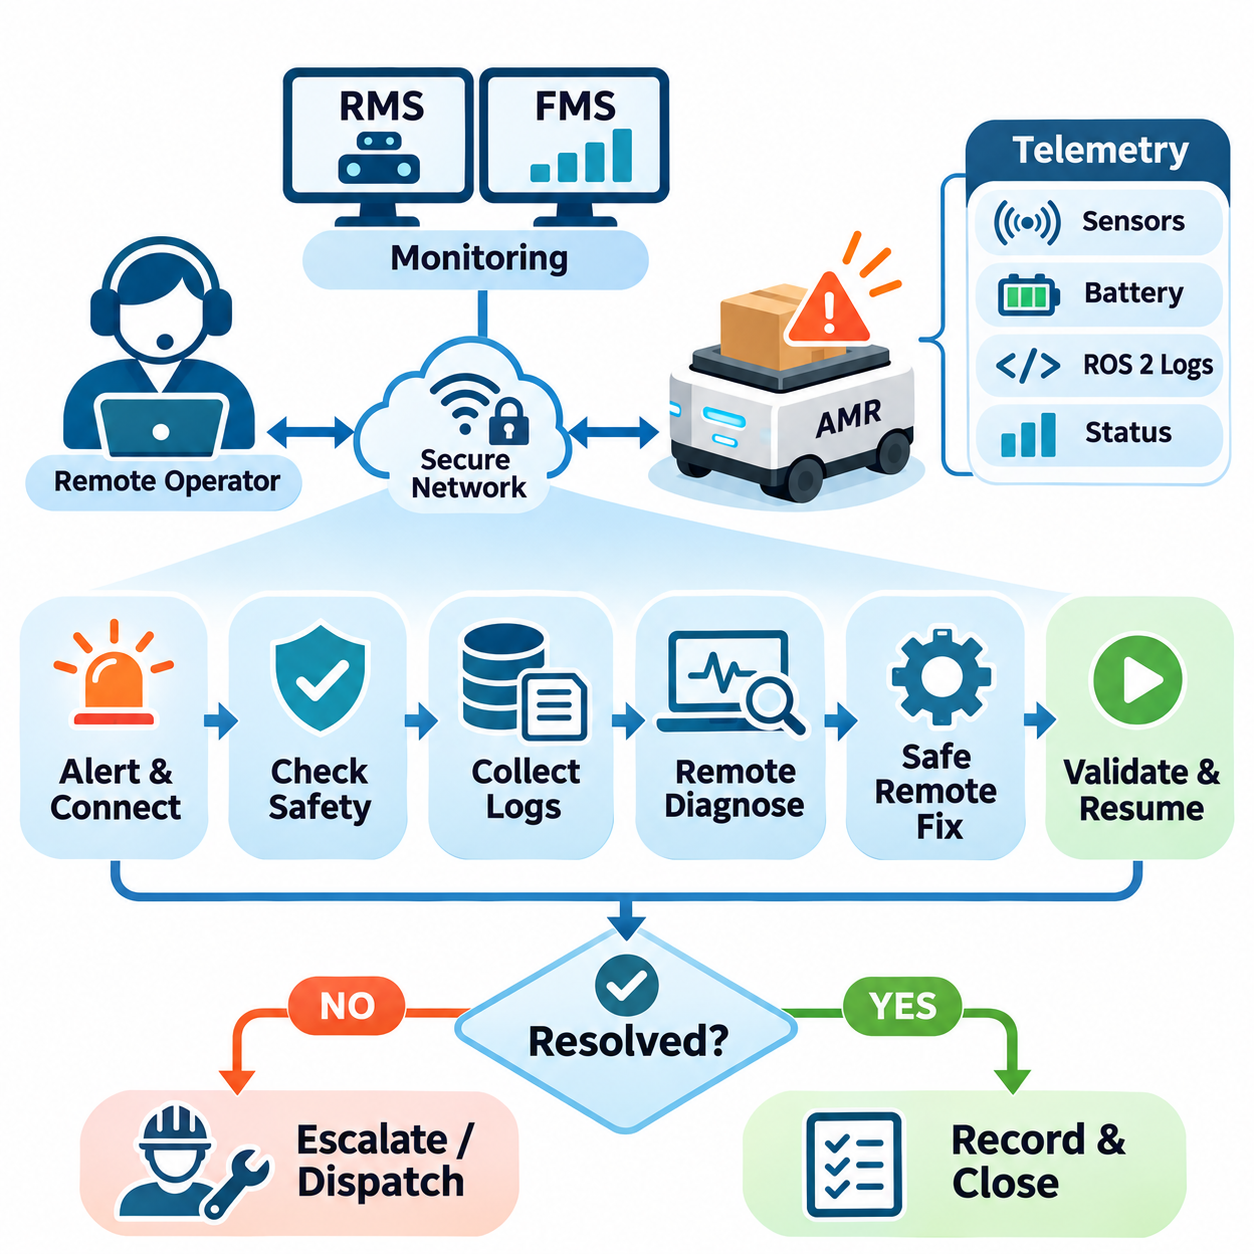 RMS
FMS
Monitoring
Telemetry
Sensors
Battery
</> ROS 2 Logs
Status
AMR
Remote Operator
Secure
Network
Alert &
Connect
Check
Safety
Collect
Logs
Remote
Diagnose
Safe
Remote
Fix
Validate &
Resume
Resolved?
NO
YES
Escalate /
Dispatch
Record &
Close